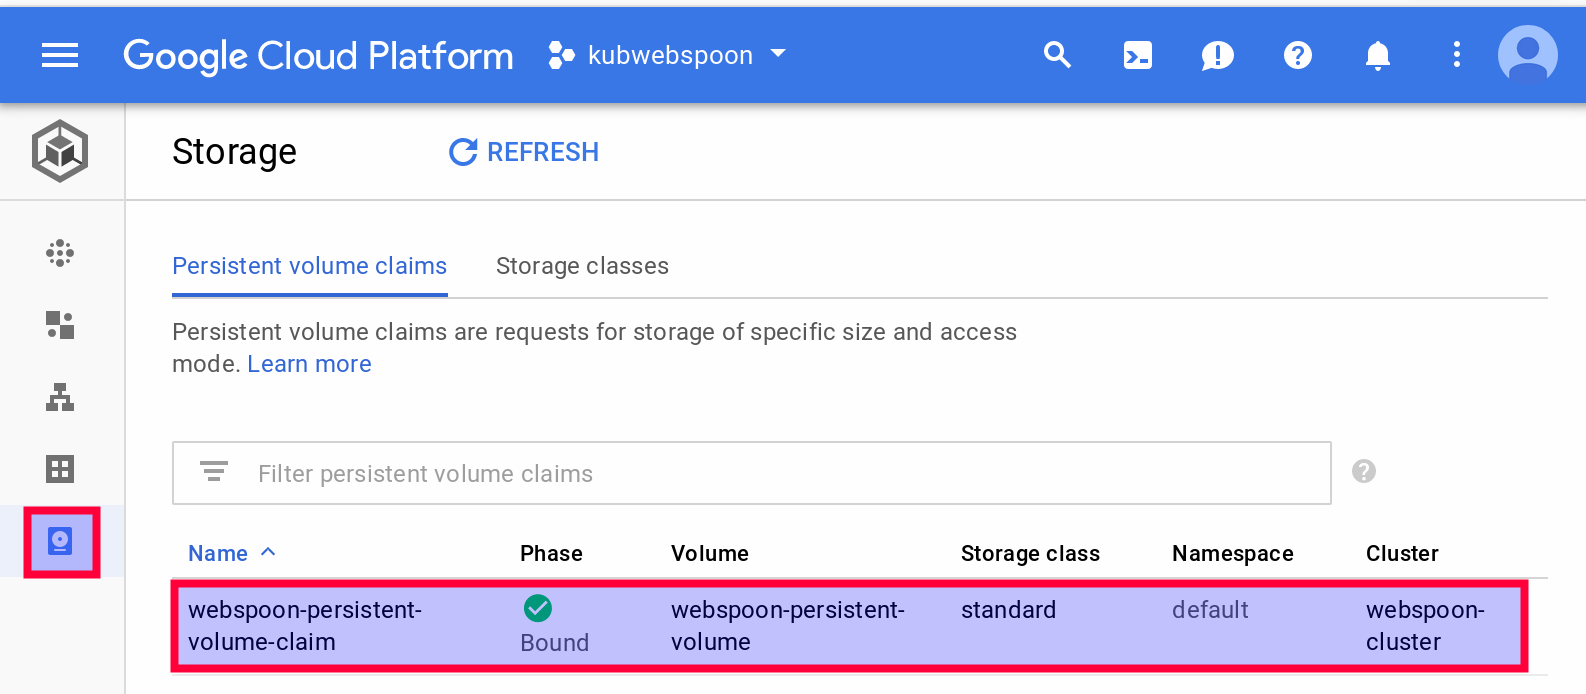 Google Cloud Platform kubwebspoon
Storage REFRESH
Persistent volume claims Storage classes
Persistent volume claims are requests for storage of specific size and access
mode. Learn more
Filter persistent volume claims
Name Phase Volume Storage class Namespace Cluster
webspoon-persistent- webspoon-persistent- standard default webspoon-
volume-claim Bound volume cluster